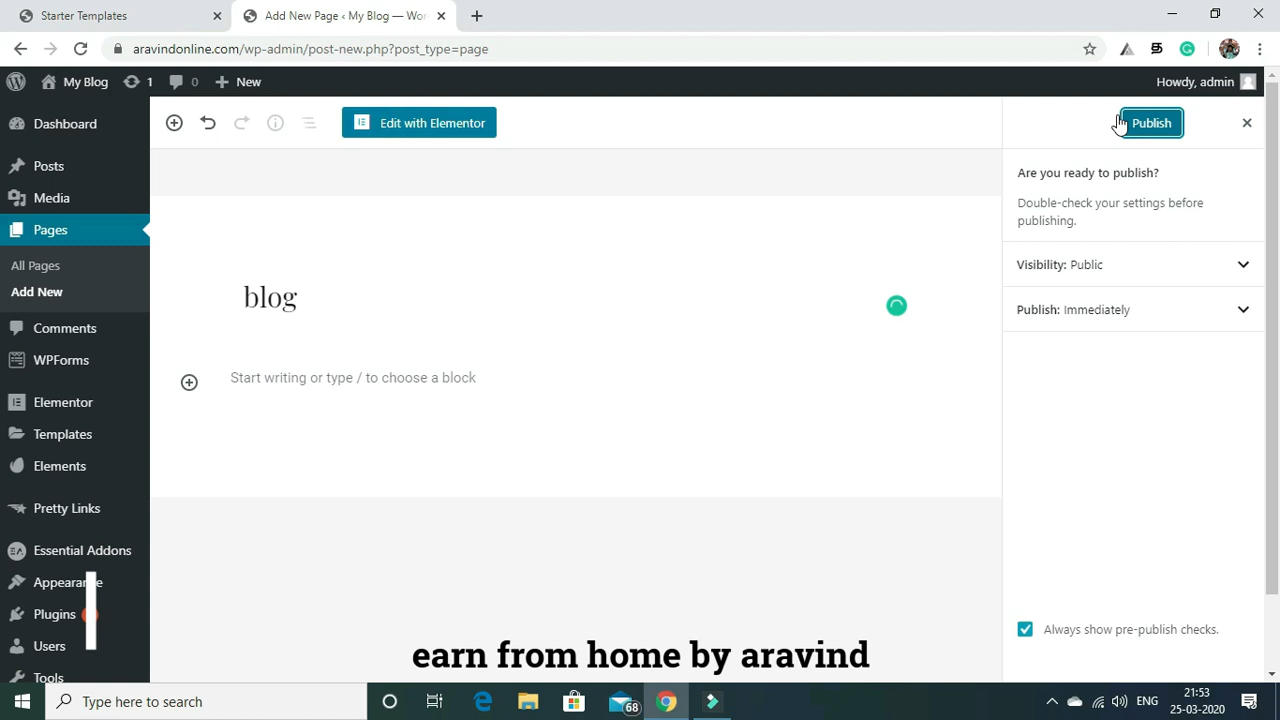 Starter Templates
Add New Page ‹ My Blog — Wo
aravindonline.com/wp-admin/post-new.php?post_type=page
My Blog
1
0
New
Howdy, admin
Dashboard
Posts
Media
Pages
All Pages
Add New
Comments
WPForms
Elementor
Templates
Elements
Pretty Links
Essential Addons
Appearance
Plugins
Users
Tools
Edit with Elementor
Publish
Are you ready to publish?
Double-check your settings before
publishing.
Visibility: Public
Publish: Immediately
Always show pre-publish checks.
blog
Start writing or type / to choose a block
earn from home by aravind
Type here to search
68
ENG
21:53
25-03-2020